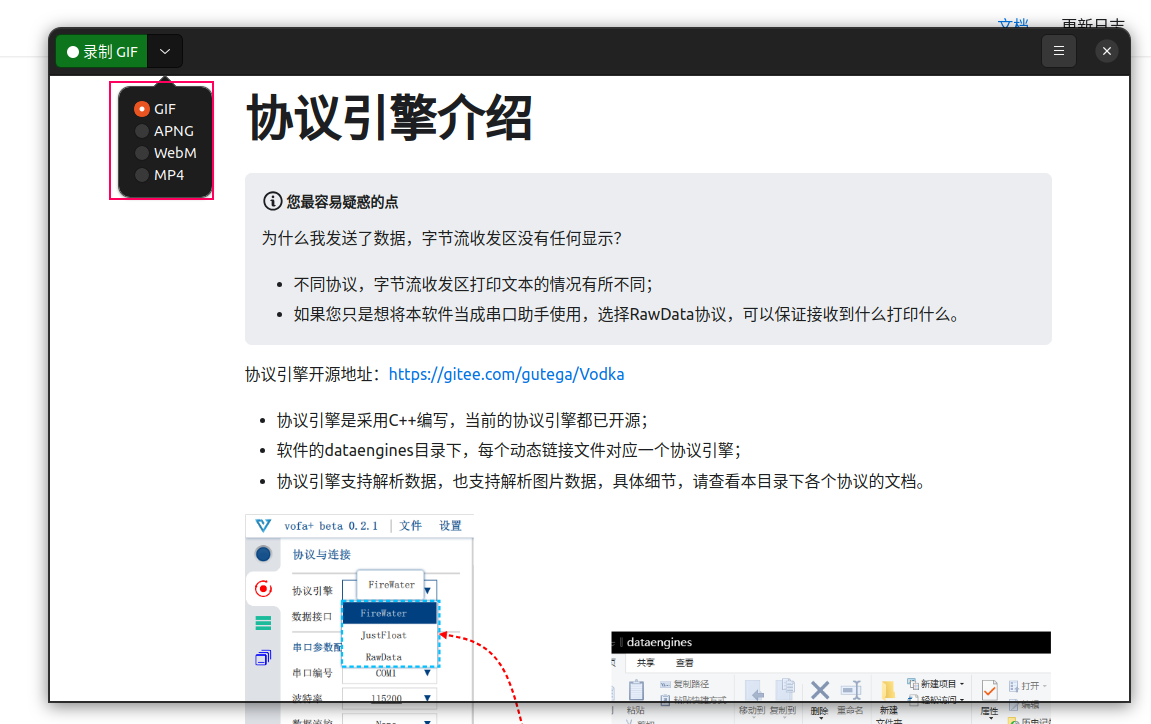 文档 更新日志
录制 GIF
GIF
APNG
WebM
MP4
协议引擎介绍
您最容易疑惑的点
为什么我发送了数据，字节流收发区没有任何显示？
不同协议，字节流收发区打印文本的情况有所不同；
如果您只是想将本软件当成串口助手使用，选择RawData协议，可以保证接收到什么打印什么。
协议引擎开源地址：https://gitee.com/gutega/Vodka
协议引擎是采用C++编写，当前的协议引擎都已开源；
软件的dataengines目录下，每个动态链接文件对应一个协议引擎；
协议引擎支持解析数据，也支持解析图片数据，具体细节，请查看本目录下各个协议的文档。
vofa+ beta 0.2.1 | 文件 设置
协议与连接
协议引擎 FireWater
数据接口 FireWater
串口参数配 JustFloat
RawData
串口编号 COM1
波特率 115200
数据流控 None
dataengines
共享 查看
复制路径
粘贴快捷方式
粘贴
移动到 复制到 删除 重命名
新建项目
轻松访问
新建
文件夹
属性
打开
编辑
历史记